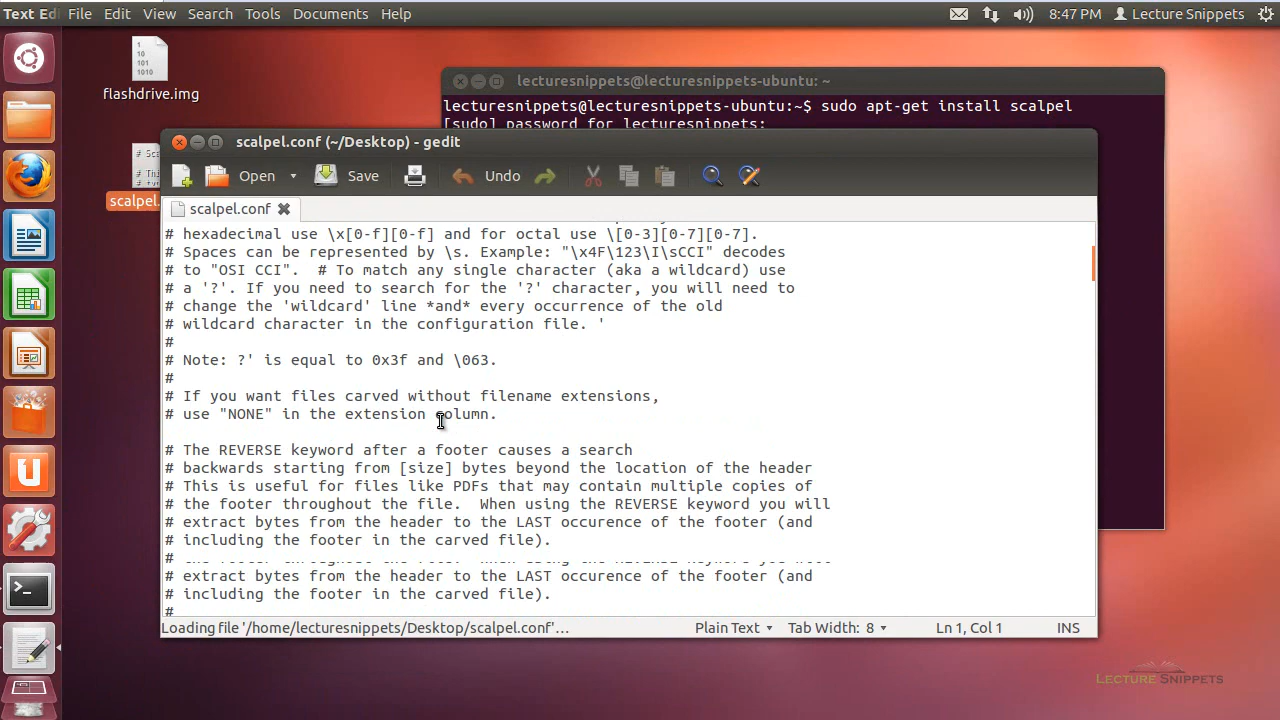 Text Ed File Edit View Search Tools Documents Help 8:47 PM Lecture Snippets
1
10
101
1010
flashdrive.img
lecturesnippets@lecturesnippets-ubuntu: ~
lecturesnippets@lecturesnippets-ubuntu:~$ sudo apt-get install scalpel
[sudo] password for lecturesnippets:
# Sc
# Thi
# t
scalpel.
scalpel.conf (~/Desktop) - gedit
Open Save Undo
scalpel.conf
# hexadecimal use \x[0-f][0-f] and for octal use \[0-3][0-7][0-7].
# Spaces can be represented by \s. Example: "\x4F\123\I\sCCI" decodes
# to "OSI CCI".  # To match any single character (aka a wildcard) use
# a '?'. If you need to search for the '?' character, you will need to
# change the 'wildcard' line *and* every occurrence of the old
# wildcard character in the configuration file. '
#
# Note: ?' is equal to 0x3f and \063.
#
# If you want files carved without filename extensions,
# use "NONE" in the extension column.
# The REVERSE keyword after a footer causes a search
# backwards starting from [size] bytes beyond the location of the header
# This is useful for files like PDFs that may contain multiple copies of
# the footer throughout the file.  When using the REVERSE keyword you will
# extract bytes from the header to the LAST occurence of the footer (and
# including the footer in the carved file).
#
# extract bytes from the header to the LAST occurence of the footer (and
# including the footer in the carved file).
#
Loading file '/home/lecturesnippets/Desktop/scalpel.conf'… Plain Text Tab Width: 8 Ln 1, Col 1 INS
LECTURE SNIPPETS